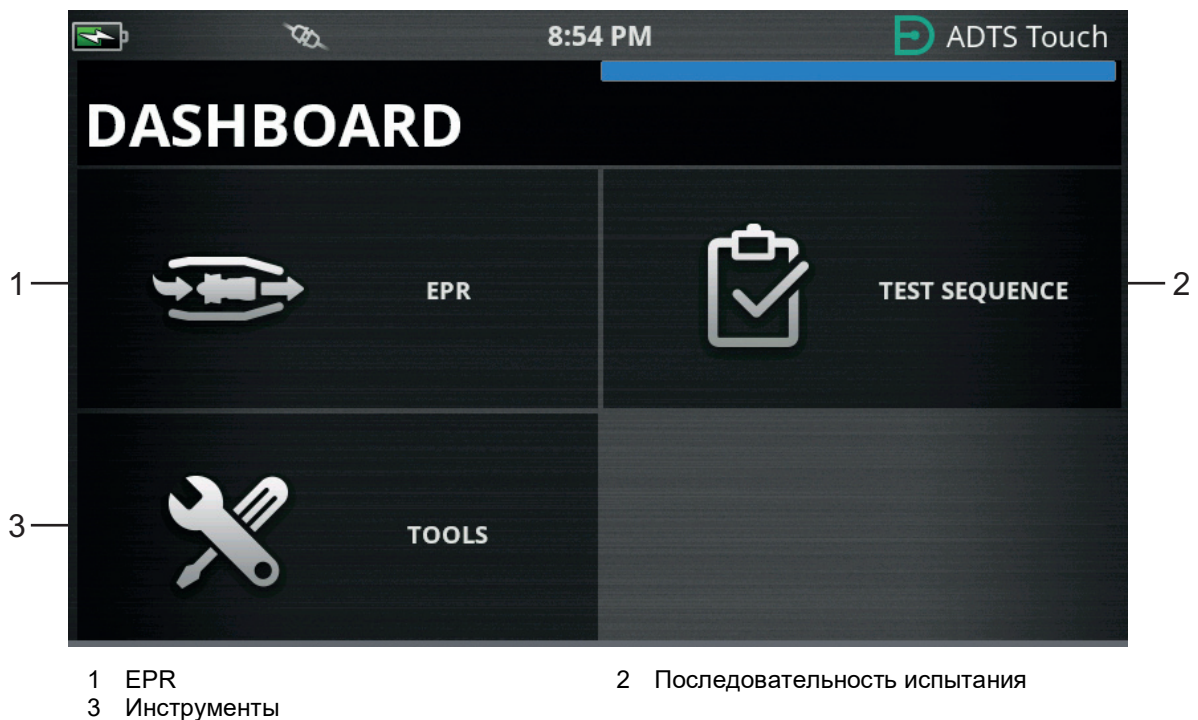 8:54 PM ADTS Touch
DASHBOARD
1 EPR TEST SEQUENCE 2
3 TOOLS
1 EPR 2 Последовательность испытания
3 Инструменты